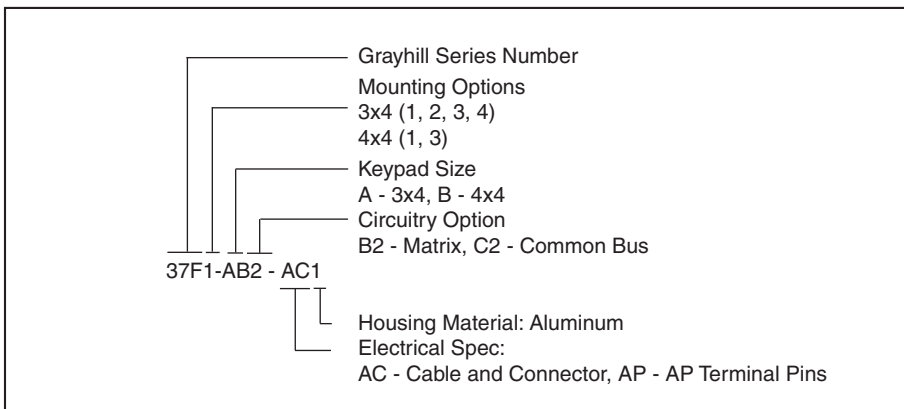 Grayhill Series Number
Mounting Options
3x4 (1, 2, 3, 4)
4x4 (1, 3)
Keypad Size
A - 3x4, B - 4x4
Circuitry Option
B2 - Matrix, C2 - Common Bus
37F1-AB2 - AC1
Housing Material: Aluminum
Electrical Spec:
AC - Cable and Connector, AP - AP Terminal Pins